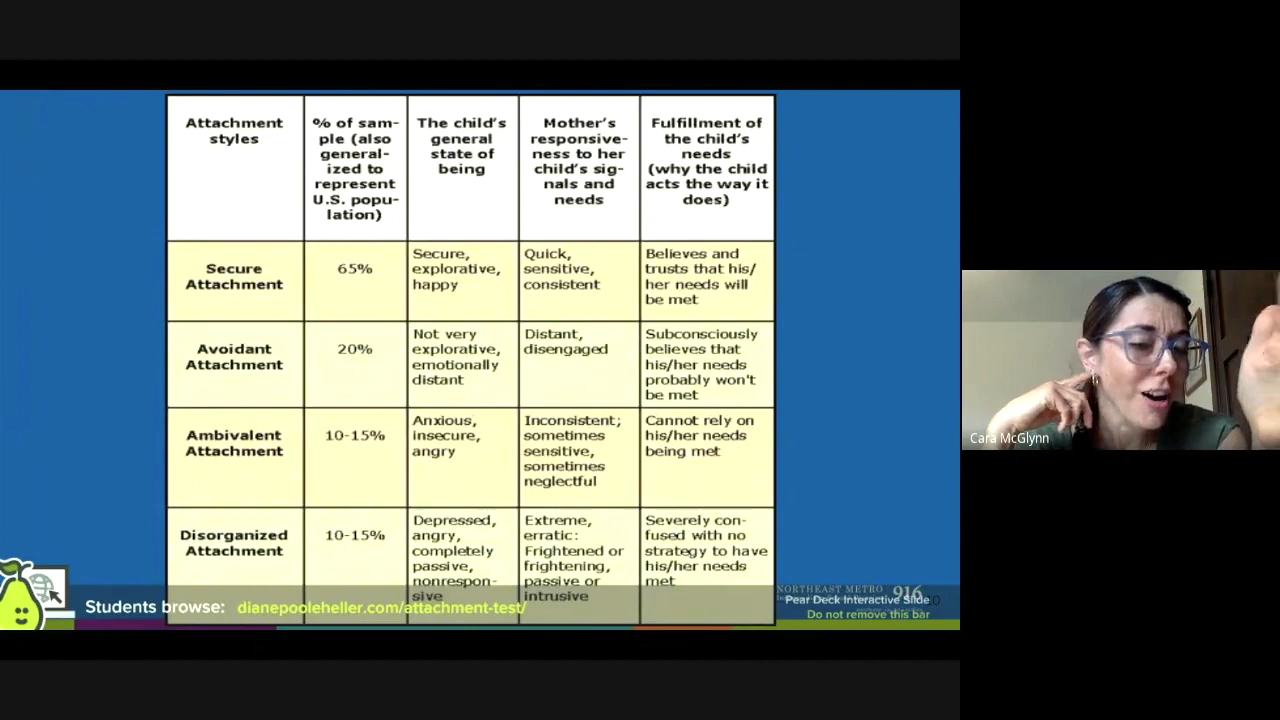 Attachment
styles
% of sam-
ple (also
general-
ized to
represent
U.S. popu-
lation)
The child's
general
state of
being
Mother's
responsive-
ness to her
child's sig-
nals and
needs
Fulfillment of
the child's
needs
(why the child
acts the way it
does)
Secure
Attachment
65%
Secure,
explorative,
happy
Quick,
sensitive,
consistent
Believes and
trusts that his/
her needs will
be met
Avoidant
Attachment
20%
Not very
explorative,
emotionally
distant
Distant,
disengaged
Subconsciously
believes that
his/her needs
probably won't
be met
Ambivalent
Attachment
10-15%
Anxious,
insecure,
angry
Inconsistent;
sometimes
sensitive,
sometimes
neglectful
Cannot rely on
his/her needs
being met
Disorganized
Attachment
10-15%
Depressed,
angry,
completely
passive,
nonrespon-
sive
Extreme,
erratic:
Frightened or
frightening,
passive or
intrusive
Severely con-
fused with no
strategy to have
his/her needs
met
Students browse: dianepooleheller.com/attachment-test/
NORTHEAST METRO 916
Pear Deck Interactive Slide
Do not remove this bar
Cara McGlynn